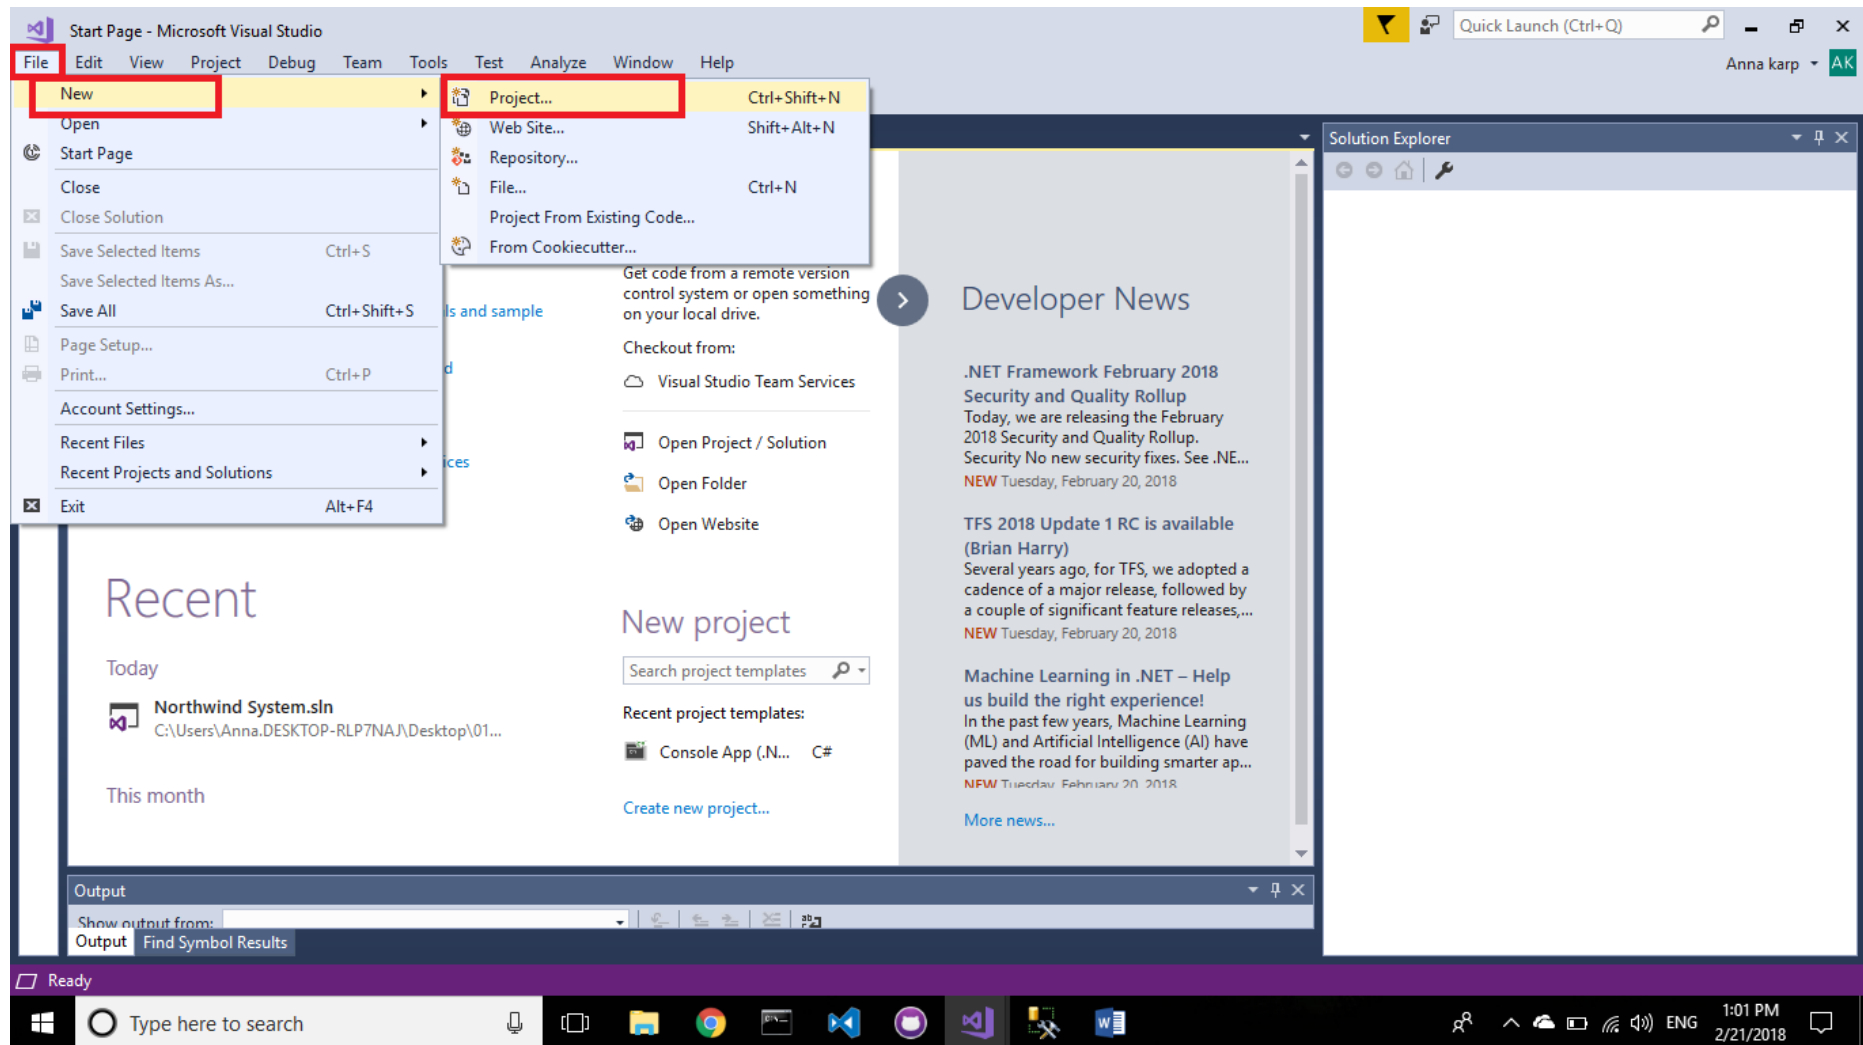 Start Page - Microsoft Visual Studio
Quick Launch (Ctrl+Q)
File Edit View Project Debug Team Tools Test Analyze Window Help
Anna karp AK
New
Open
Start Page
Close
Close Solution
Save Selected Items Ctrl+S
Save Selected Items As...
Save All Ctrl+Shift+S
Page Setup...
Print... Ctrl+P
Account Settings...
Recent Files
Recent Projects and Solutions
Exit Alt+F4
Project... Ctrl+Shift+N
Web Site... Shift+Alt+N
Repository...
File... Ctrl+N
Project From Existing Code...
From Cookiecutter...
ls and sample
d
ices
Get code from a remote version
control system or open something
on your local drive.
Checkout from:
Visual Studio Team Services
Open Project / Solution
Open Folder
Open Website
Recent
Today
Northwind System.sln
C:\Users\Anna.DESKTOP-RLP7NAJ\Desktop\01...
This month
New project
Search project templates
Recent project templates:
Console App (.N... C#
Create new project...
Developer News
.NET Framework February 2018
Security and Quality Rollup
Today, we are releasing the February
2018 Security and Quality Rollup.
Security No new security fixes. See .NE...
NEW Tuesday, February 20, 2018
TFS 2018 Update 1 RC is available
(Brian Harry)
Several years ago, for TFS, we adopted a
cadence of a major release, followed by
a couple of significant feature releases,...
NEW Tuesday, February 20, 2018
Machine Learning in .NET – Help
us build the right experience!
In the past few years, Machine Learning
(ML) and Artificial Intelligence (AI) have
paved the road for building smarter ap...
NEW Tuesday, February 20, 2018
More news...
Solution Explorer
Output
Show output from:
Output Find Symbol Results
Ready
Type here to search
ENG
1:01 PM
2/21/2018